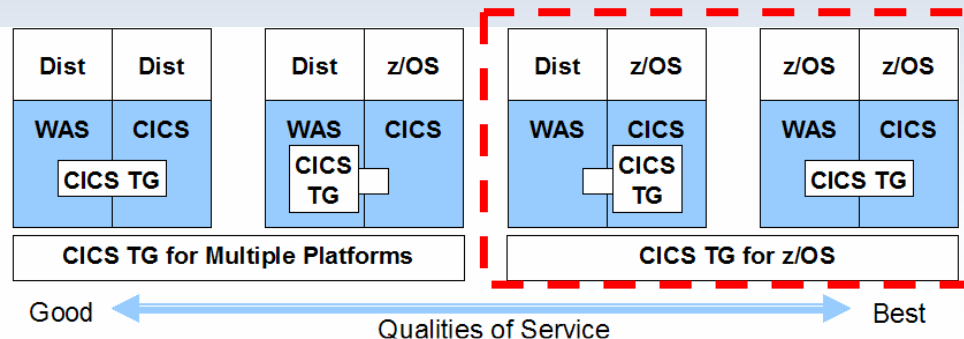 Dist Dist
WAS CICS
CICS TG
Dist z/OS
WAS CICS
CICS
TG
Dist z/OS
WAS CICS
CICS
TG
z/OS z/OS
WAS CICS
CICS TG
CICS TG for Multiple Platforms
CICS TG for z/OS
Good
Qualities of Service
Best